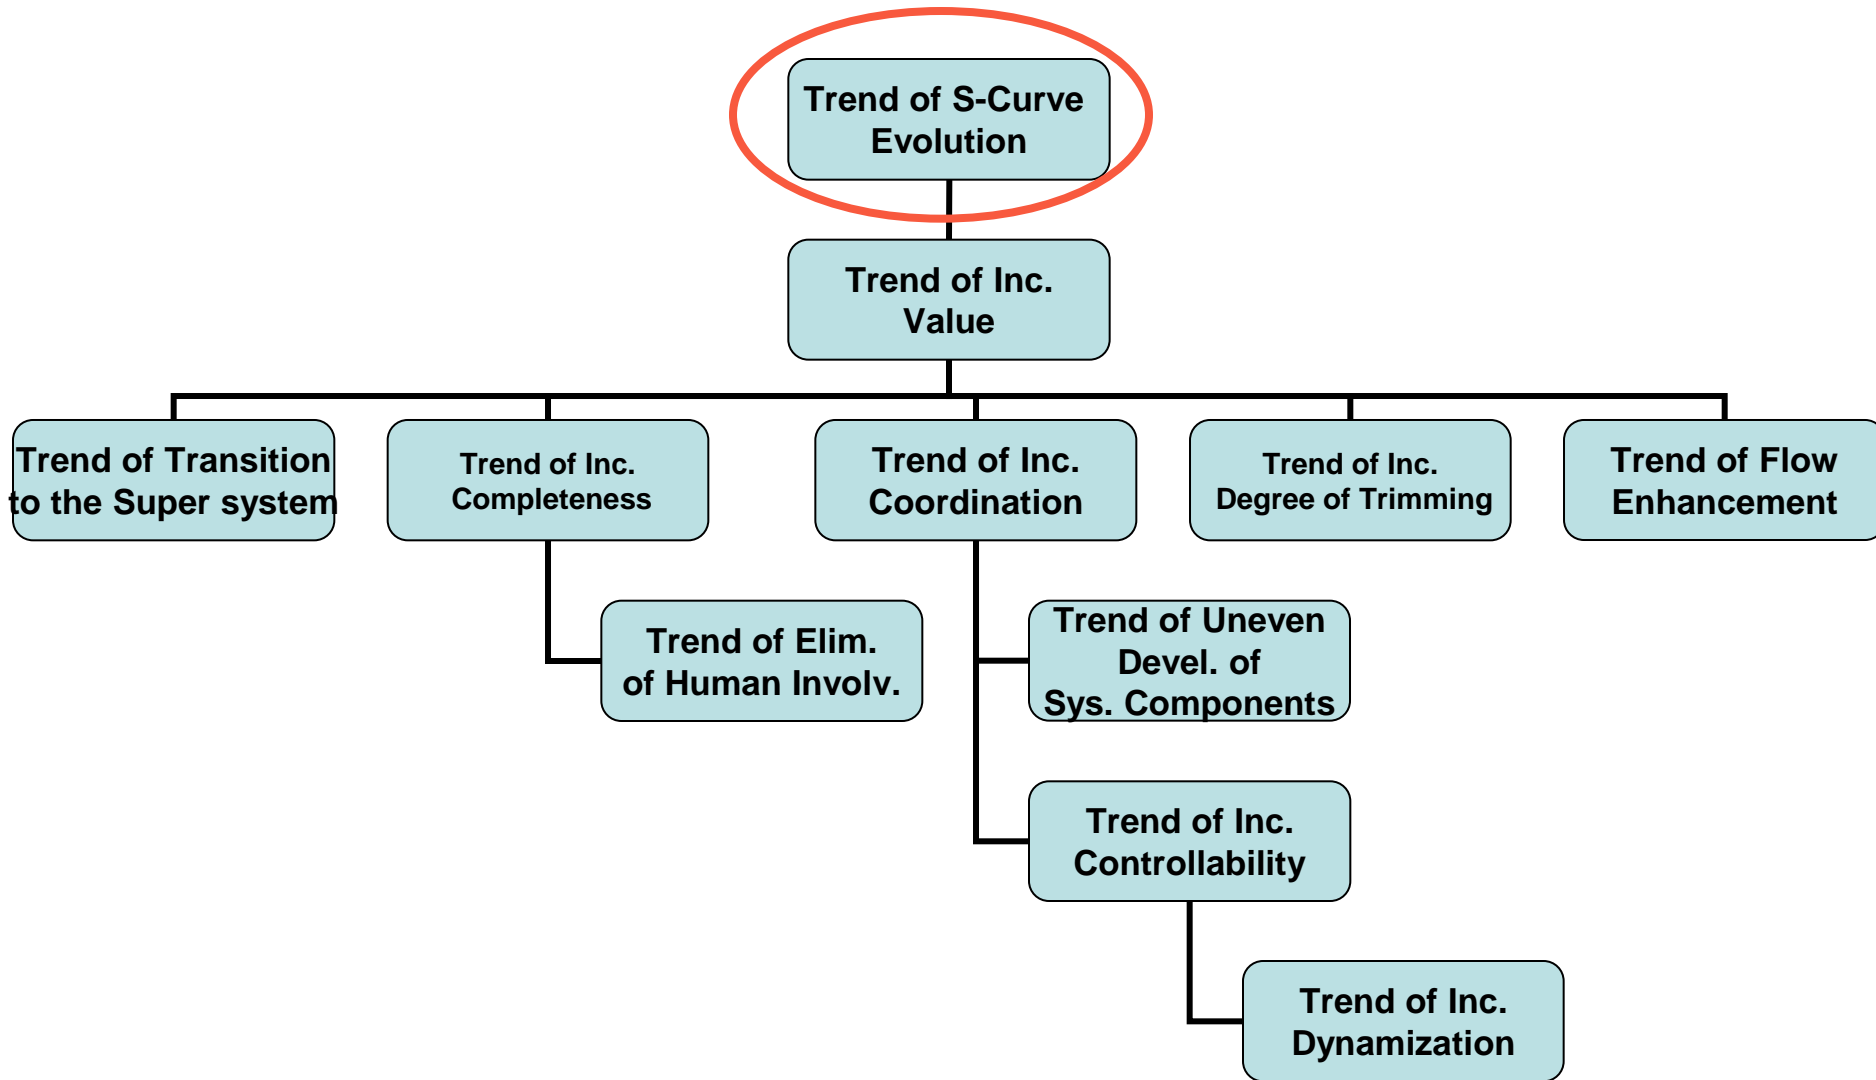 Trend of S-Curve
Evolution
Trend of Inc.
Value
Trend of Transition
to the Super system
Trend of Inc.
Completeness
Trend of Inc.
Coordination
Trend of Inc.
Degree of Trimming
Trend of Flow
Enhancement
Trend of Elim.
of Human Involv.
Trend of Uneven
Devel. of
Sys. Components
Trend of Inc.
Controllability
Trend of Inc.
Dynamization